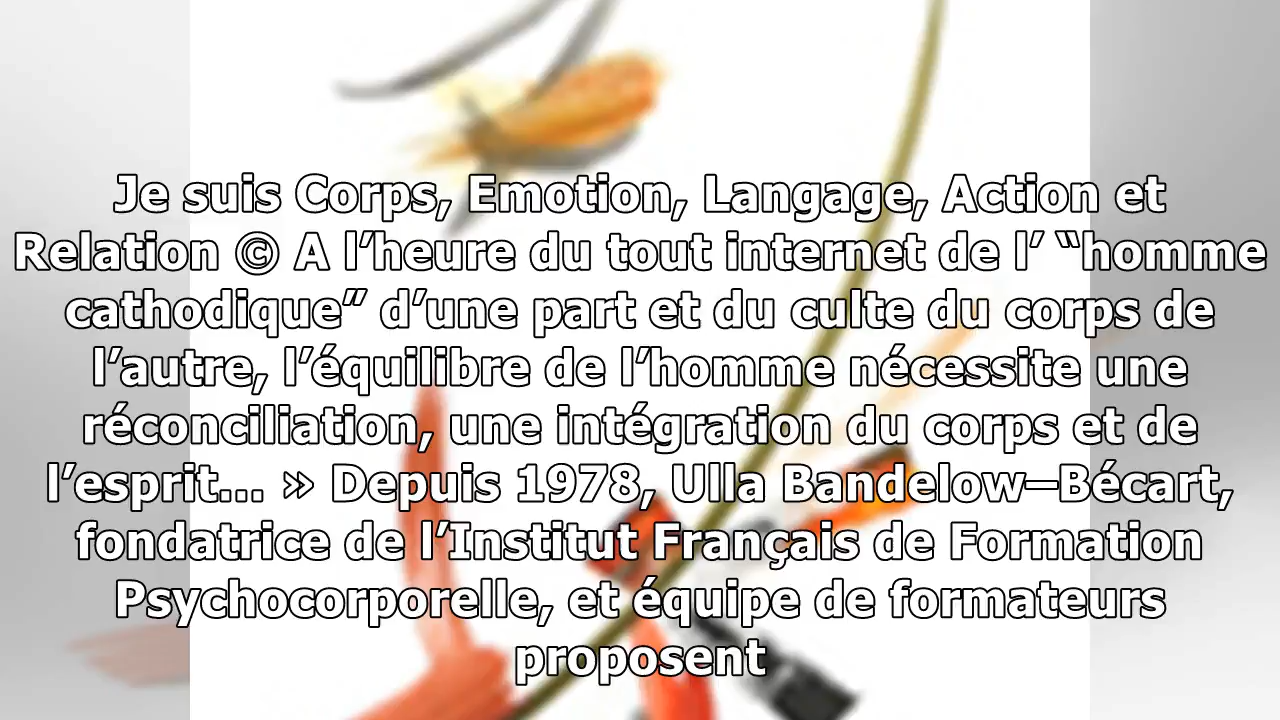 Je suis Corps, Emotion, Langage, Action et
Relation © A l’heure du tout internet de l’ “homme
cathodique” d’une part et du culte du corps de
l’autre, l’équilibre de l’homme nécessite une
réconciliation, une intégration du corps et de
l’esprit... » Depuis 1978, Ulla Bandelow–Bécart,
fondatrice de l’Institut Français de Formation
Psychocorporelle, et équipe de formateurs
proposent